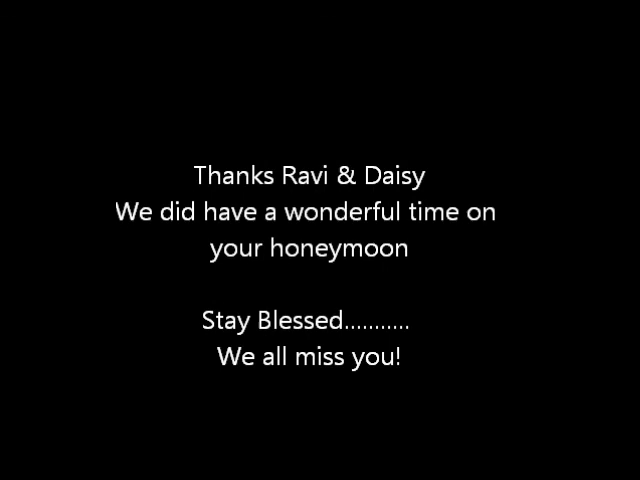 Thanks Ravi & Daisy
We did have a wonderful time on
your honeymoon
Stay Blessed...........
We all miss you!